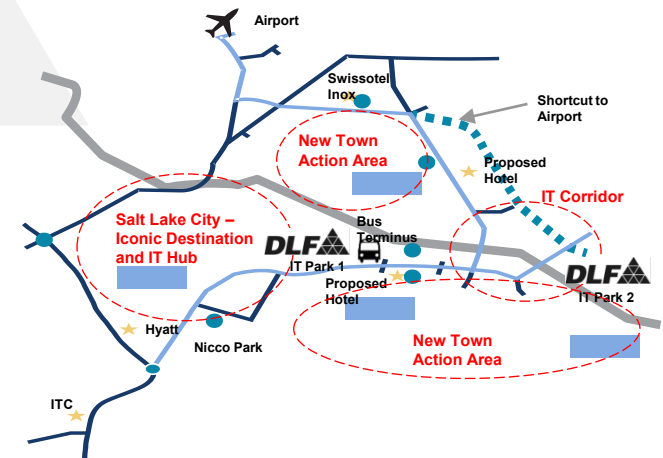 Airport
Swissotel
Inox
Shortcut to
Airport
New Town
Action Area
Proposed
Hotel
IT Corridor
Salt Lake City –
Iconic Destination
and IT Hub
Bus
Terminus
DLF
IT Park 1
DLF
IT Park 2
Proposed
Hotel
Hyatt
Nicco Park
New Town
Action Area
ITC